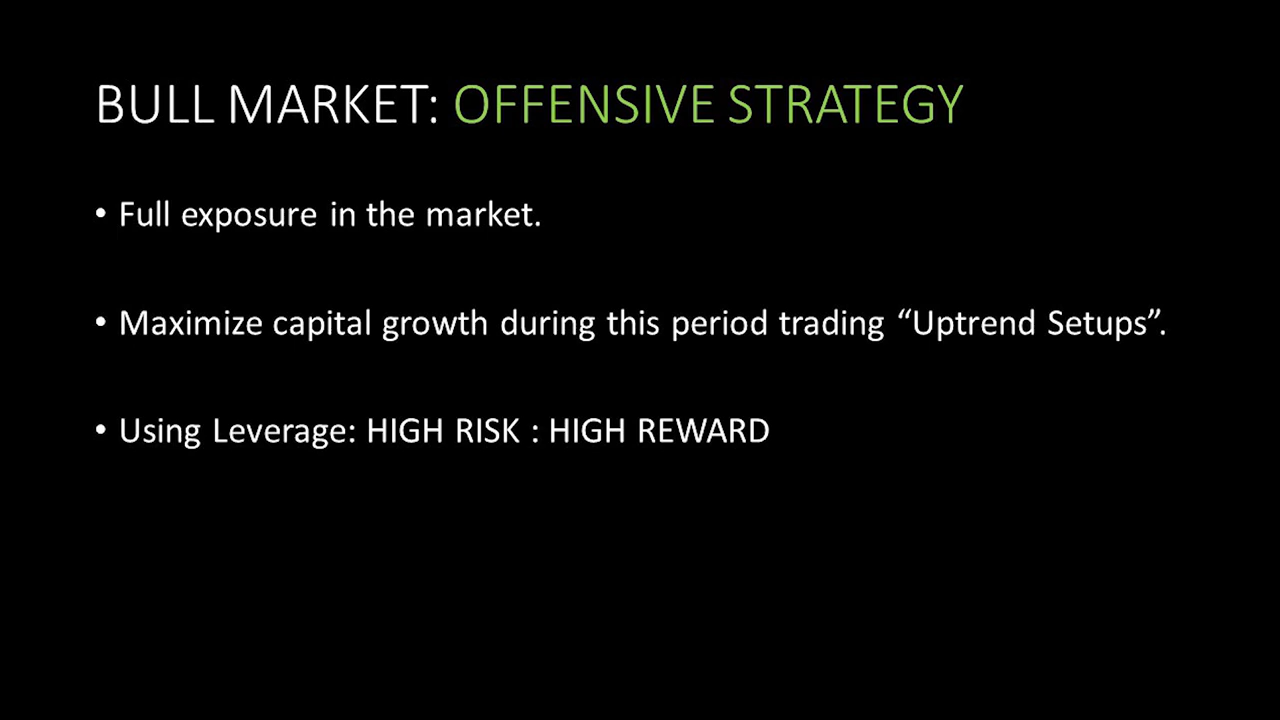 BULL MARKET: OFFENSIVE STRATEGY
• Full exposure in the market.
• Maximize capital growth during this period trading “Uptrend Setups”.
• Using Leverage: HIGH RISK : HIGH REWARD